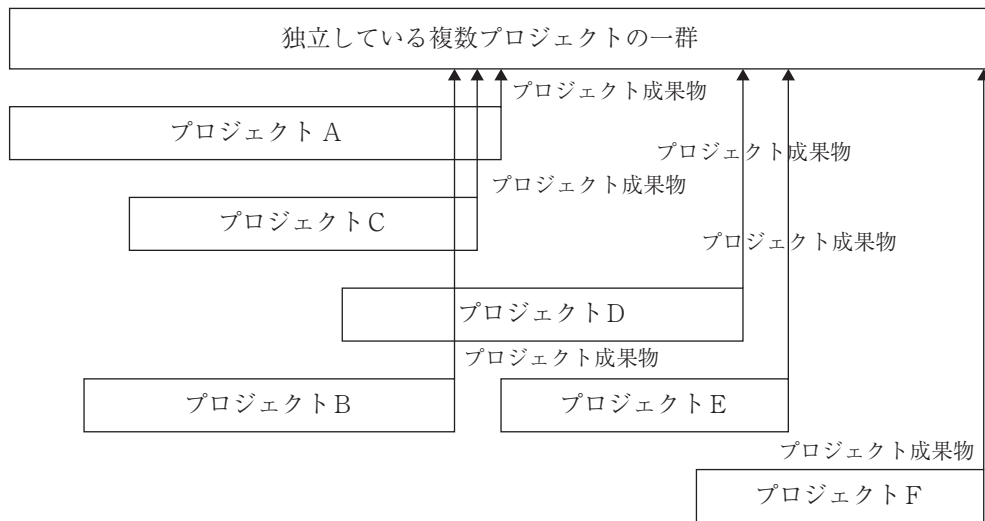 独立している複数プロジェクトの一群
プロジェクト成果物
プロジェクト A
プロジェクト成果物
プロジェクト成果物
プロジェクトC
プロジェクト成果物
プロジェクトD
プロジェクト成果物
プロジェクトB
プロジェクトE
プロジェクト成果物
プロジェクトF